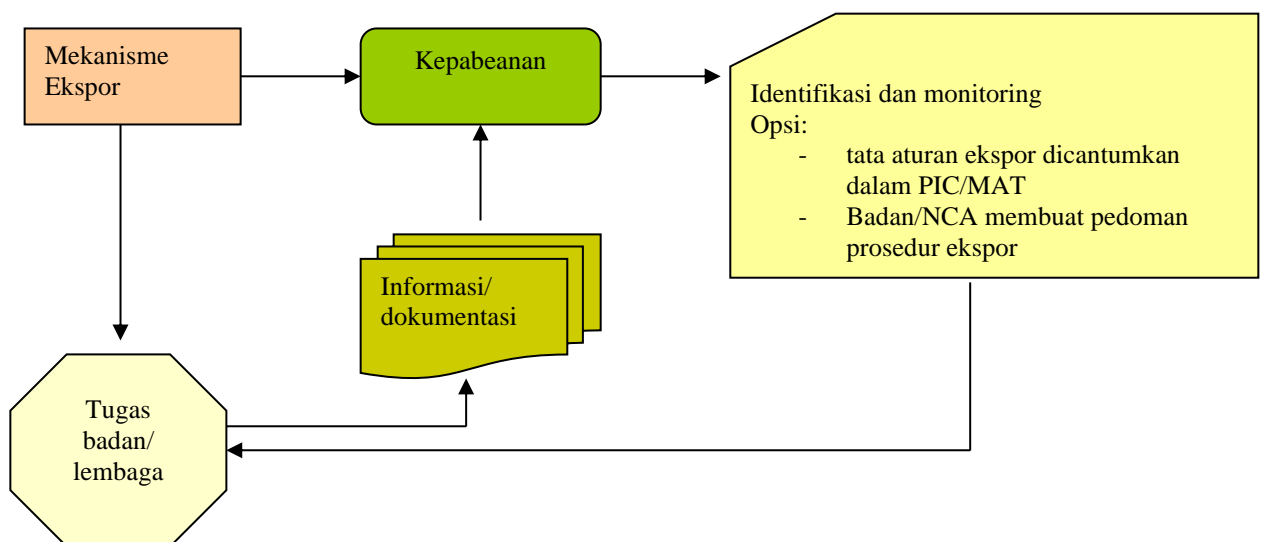 Mekanisme
Ekspor
Kepabeanan
Identifikasi dan monitoring
Opsi:
- tata aturan ekspor dicantumkan
dalam PIC/MAT
- Badan/NCA membuat pedoman
prosedur ekspor
Informasi/
dokumentasi
Tugas
badan/
lembaga